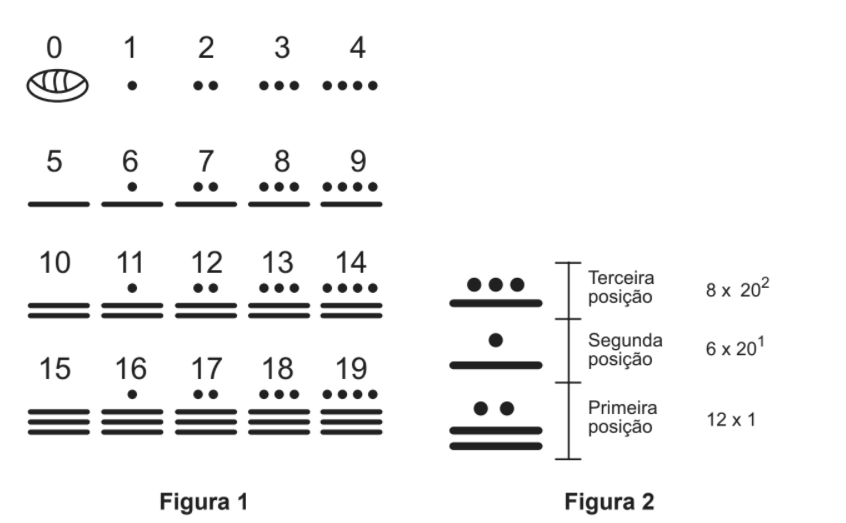 0 1 2 3 4
5 6 7 8 9
10 11 12 13 14
15 16 17 18 19
Figura 1
Terceira
posição
8 x 20²
Segunda
posição
6 x 20¹
Primeira
posição
12 x 1
Figura 2